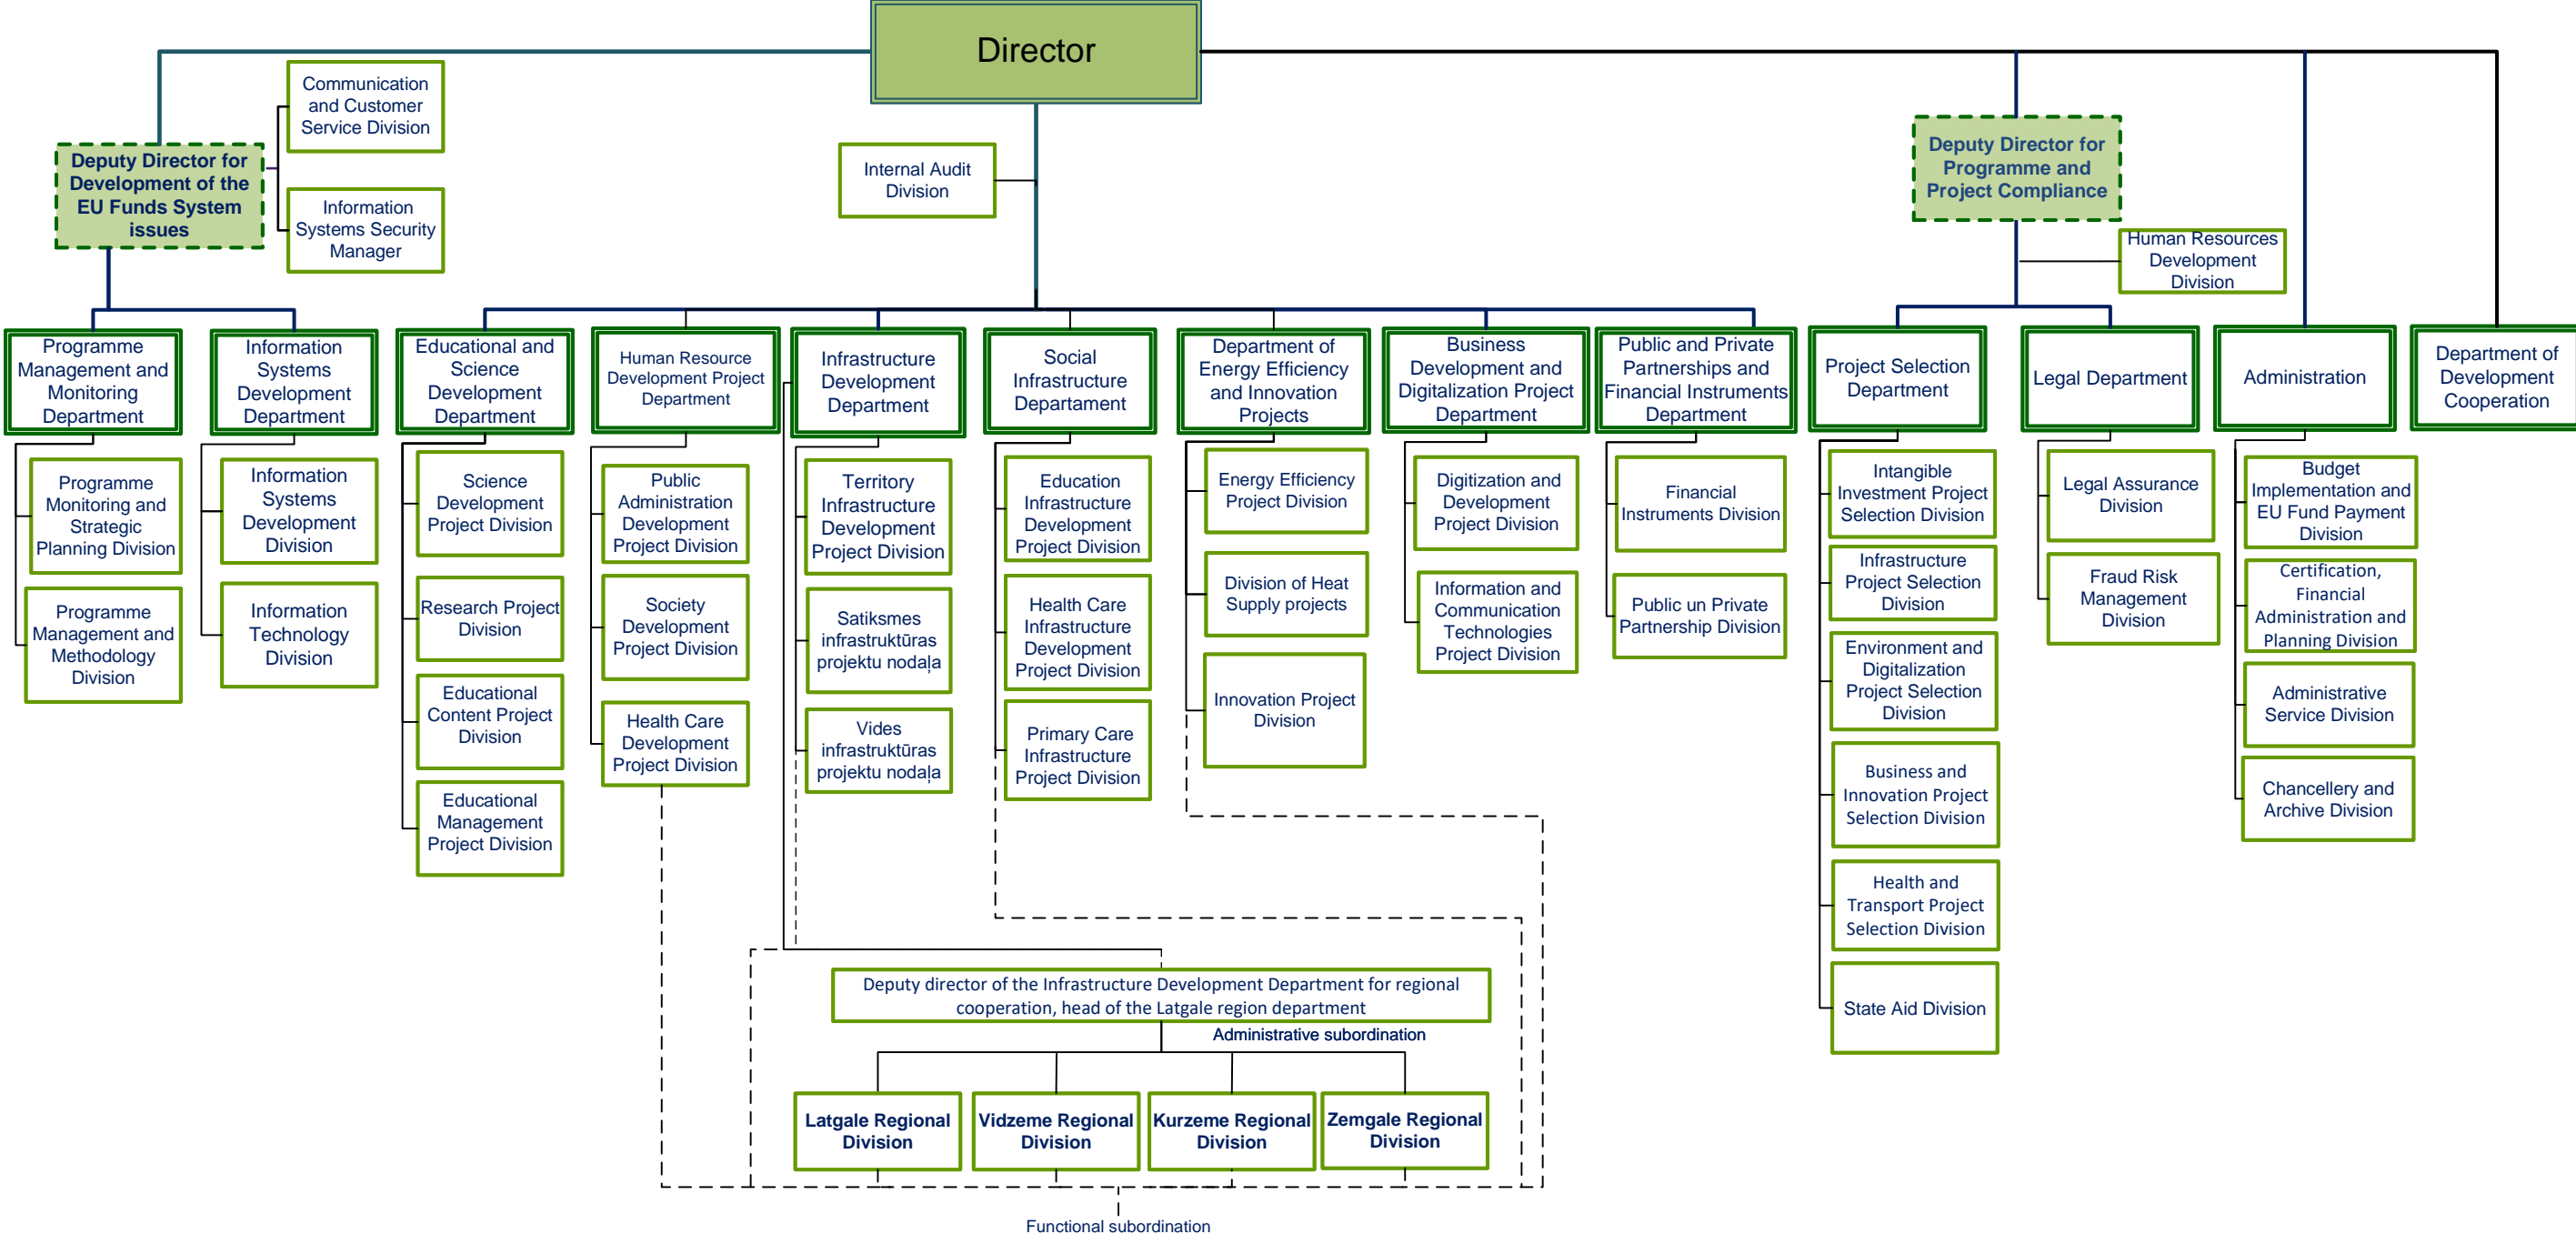 Director
Communication
and Customer
Service Division
Deputy Director for
Development of the
EU Funds System
issues
Information
Systems Security
Manager
Internal Audit
Division
Deputy Director for
Programme and
Project Compliance
Human Resources
Development
Division
Programme
Management and
Monitoring
Department
Information
Systems
Development
Department
Educational and
Science
Development
Department
Human Resource
Development Project
Department
Infrastructure
Development
Department
Social
Infrastructure
Departament
Department of
Energy Efficiency
and Innovation
Projects
Business
Development and
Digitalization Project
Department
Public and Private
Partnerships and
Financial Instruments
Department
Project Selection
Department
Legal Department
Administration
Department of
Development
Cooperation
Programme
Monitoring and
Strategic
Planning Division
Programme
Management and
Methodology
Division
Information
Systems
Development
Division
Information
Technology
Division
Science
Development
Project Division
Research Project
Division
Educational
Content Project
Division
Educational
Management
Project Division
Public
Administration
Development
Project Division
Society
Development
Project Division
Health Care
Development
Project Division
Territory
Infrastructure
Development
Project Division
Satiksmes
infrastruktūras
projektu nodaļa
Vides
infrastruktūras
projektu nodaļa
Education
Infrastructure
Development
Project Division
Health Care
Infrastructure
Development
Project Division
Primary Care
Infrastructure
Project Division
Energy Efficiency
Project Division
Division of Heat
Supply projects
Innovation Project
Division
Digitization and
Development
Project Division
Information and
Communication
Technologies
Project Division
Financial
Instruments Division
Public un Private
Partnership Division
Intangible
Investment Project
Selection Division
Infrastructure
Project Selection
Division
Environment and
Digitalization
Project Selection
Division
Business and
Innovation Project
Selection Division
Health and
Transport Project
Selection Division
State Aid Division
Legal Assurance
Division
Fraud Risk
Management
Division
Budget
Implementation and
EU Fund Payment
Division
Certification,
Financial
Administration and
Planning Division
Administrative
Service Division
Chancellery and
Archive Division
Deputy director of the Infrastructure Development Department for regional
cooperation, head of the Latgale region department
Administrative subordination
Latgale Regional
Division
Vidzeme Regional
Division
Kurzeme Regional
Division
Zemgale Regional
Division
Functional subordination